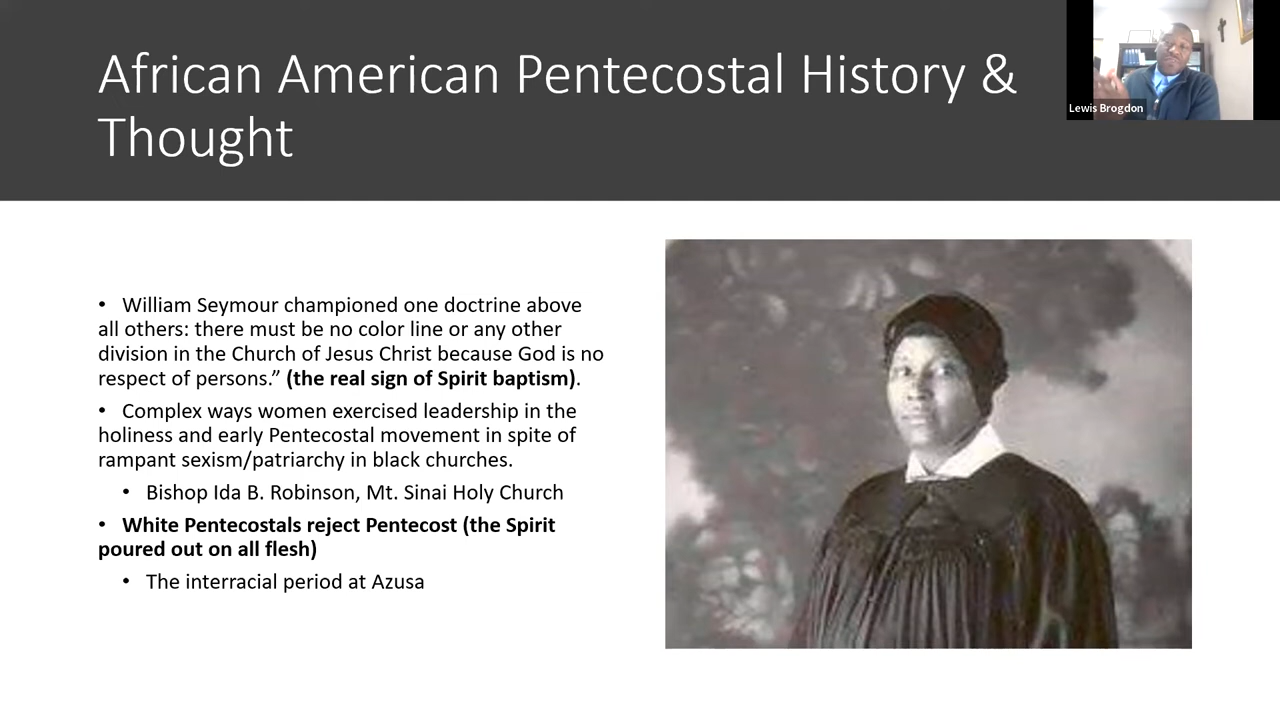 African American Pentecostal History &
Thought
Lewis Brogdon
• William Seymour championed one doctrine above
all others: there must be no color line or any other
division in the Church of Jesus Christ because God is no
respect of persons.” (the real sign of Spirit baptism).
• Complex ways women exercised leadership in the
holiness and early Pentecostal movement in spite of
rampant sexism/patriarchy in black churches.
• Bishop Ida B. Robinson, Mt. Sinai Holy Church
• White Pentecostals reject Pentecost (the Spirit
poured out on all flesh)
• The interracial period at Azusa